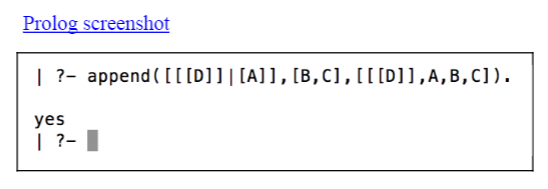 Prolog screenshot
| ?- append([[[D]]|[A]],[B,C],[[[D]],A,B,C]).
yes
| ?-